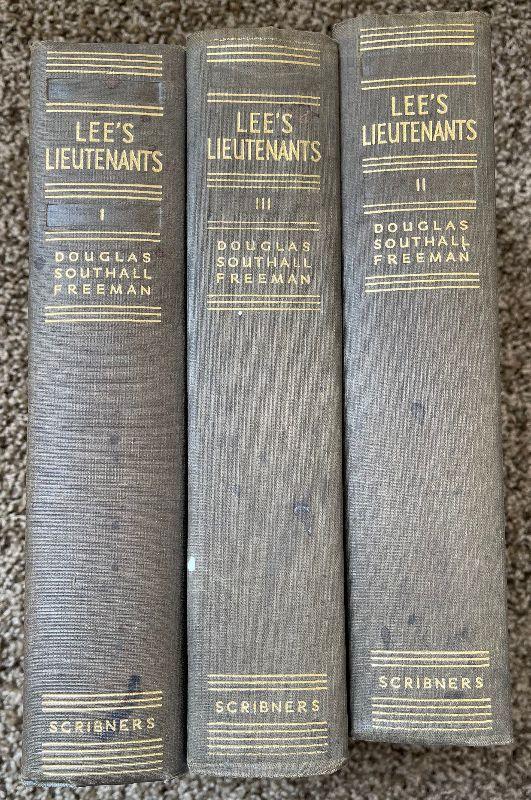 LEE'S
LIEUTENANTS
I
DOUGLAS
SOUTHALL
FREEMAN
SCRIBNERS
LEE'S
LIEUTENANTS
III
DOUGLAS
SOUTHALL
FREEMAN
SCRIBNERS
LEE'S
LIEUTENANTS
II
DOUGLAS
SOUTHALL
FREEMAN
SCRIBNERS